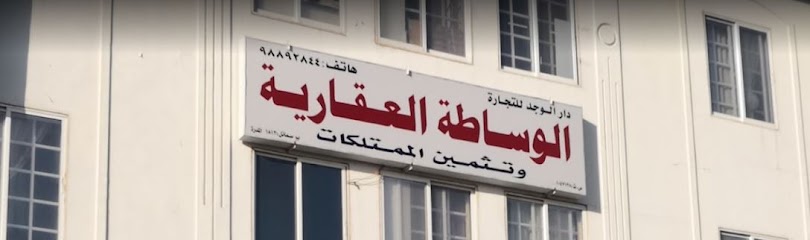 دار الوجد للتجارة
هاتف: ٩٨٨٩٢٨٤٤
الوساطة العقارية
وتثمين الممتلكات